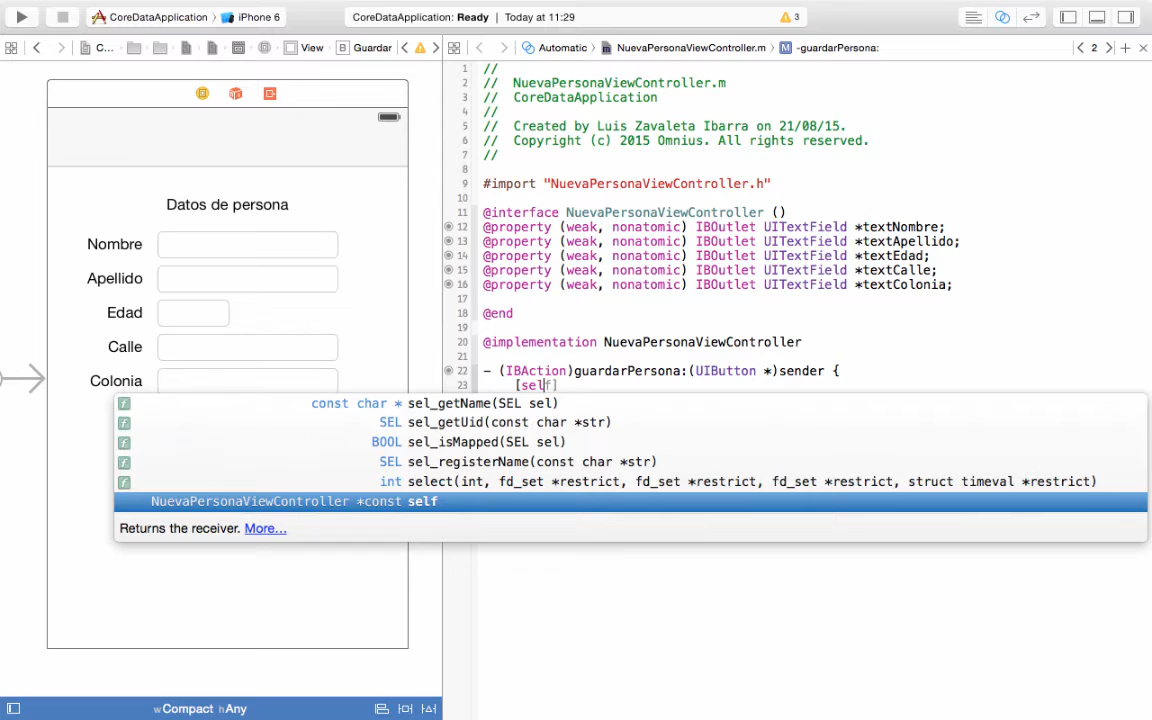 CoreDataApplication
iPhone 6
CoreDataApplication: Ready
Today at 11:29
3
C...
View
B
Guardar
Automatic
NuevaPersonaViewController.m
M
-guardarPersona:
2
Datos de persona
Nombre
Apellido
Edad
Calle
Colonia
1 //
2 // NuevaPersonaViewController.m
3 // CoreDataApplication
4 //
5 // Created by Luis Zavaleta Ibarra on 21/08/15.
6 // Copyright (c) 2015 Omnius. All rights reserved.
7 //
8
9 #import "NuevaPersonaViewController.h"
10
11 @interface NuevaPersonaViewController ()
12 @property (weak, nonatomic) IBOutlet UITextField *textNombre;
13 @property (weak, nonatomic) IBOutlet UITextField *textApellido;
14 @property (weak, nonatomic) IBOutlet UITextField *textEdad;
15 @property (weak, nonatomic) IBOutlet UITextField *textCalle;
16 @property (weak, nonatomic) IBOutlet UITextField *textColonia;
17
18 @end
19
20 @implementation NuevaPersonaViewController
21
22 - (IBAction)guardarPersona:(UIButton *)sender {
23 [self]
f const char * sel_getName(SEL sel)
f SEL sel_getUid(const char *str)
f BOOL sel_isMapped(SEL sel)
f SEL sel_registerName(const char *str)
f int select(int, fd_set *restrict, fd_set *restrict, fd_set *restrict, struct timeval *restrict)
NuevaPersonaViewController *const self
Returns the receiver. More...
wCompact hAny